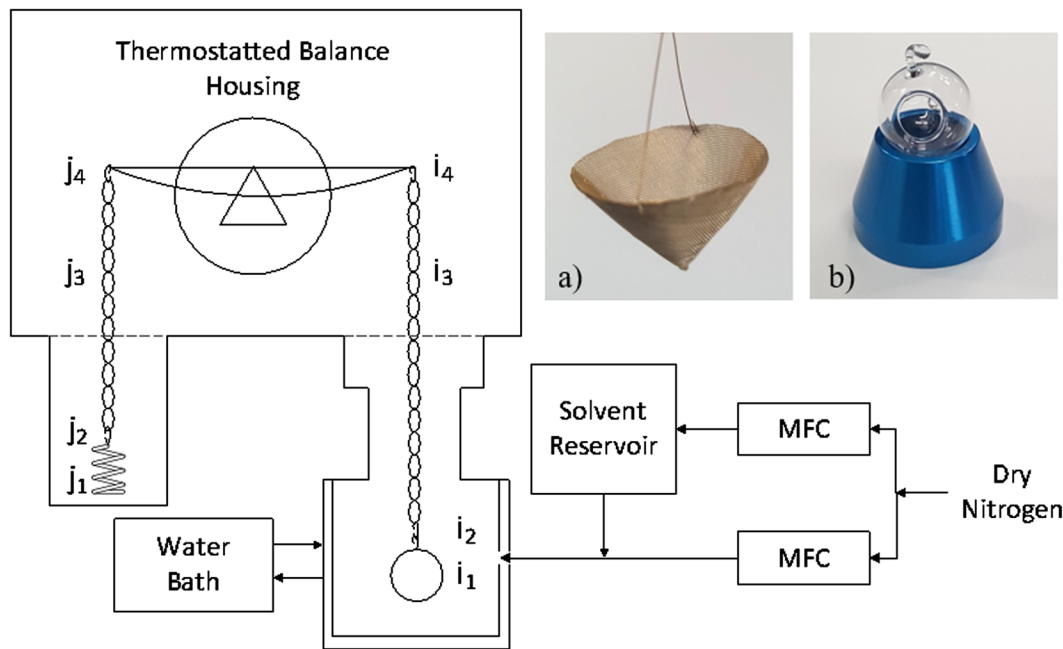 Thermostatted Balance
Housing
j4
i4
j3
i3
j2
j1
i2
i1
Water
Bath
Solvent
Reservoir
MFC
MFC
Dry
Nitrogen
a)
b)